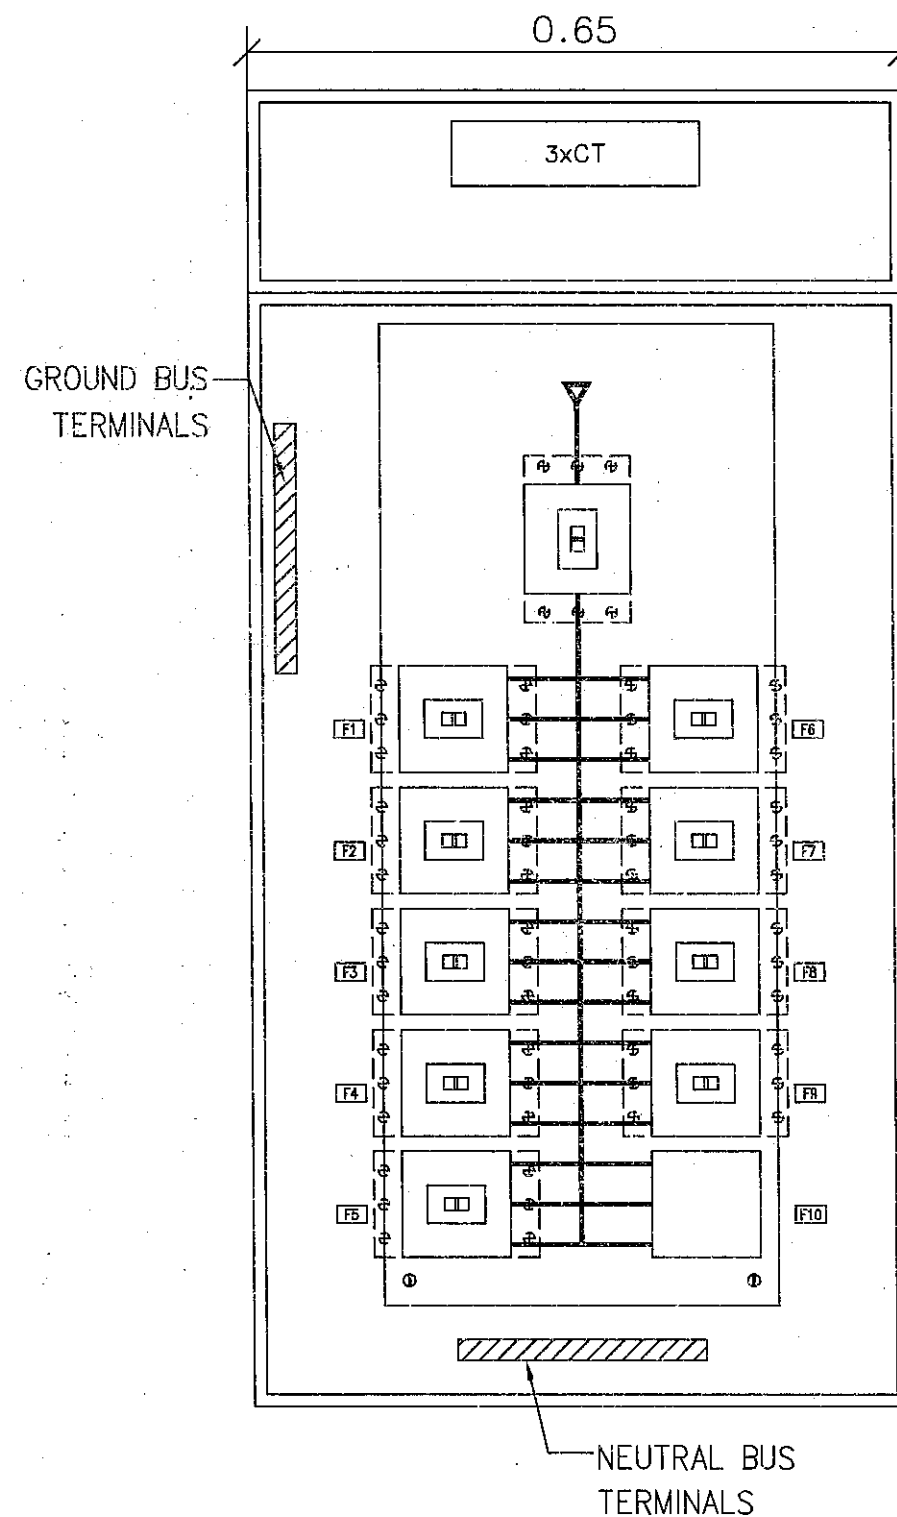 0.65
3xCT
GROUND BUS
TERMINALS
F1
F6
F2
F7
F3
F8
F4
F9
F5
F10
NEUTRAL BUS
TERMINALS